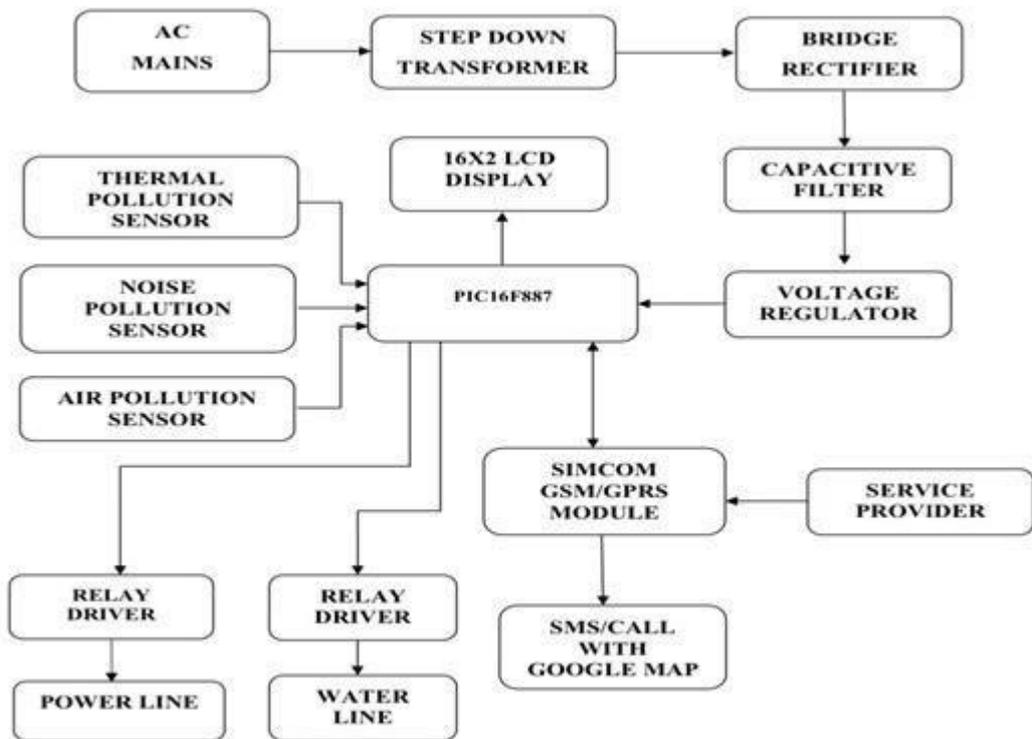 AC
MAINS
STEP DOWN
TRANSFORMER
BRIDGE
RECTIFIER
16X2 LCD
DISPLAY
CAPACITIVE
FILTER
THERMAL
POLLUTION
SENSOR
NOISE
POLLUTION
SENSOR
PIC16F887
VOLTAGE
REGULATOR
AIR POLLUTION
SENSOR
SIMCOM
GSM/GPRS
MODULE
SERVICE
PROVIDER
RELAY
DRIVER
RELAY
DRIVER
SMS/CALL
WITH
GOOGLE MAP
POWER LINE
WATER
LINE